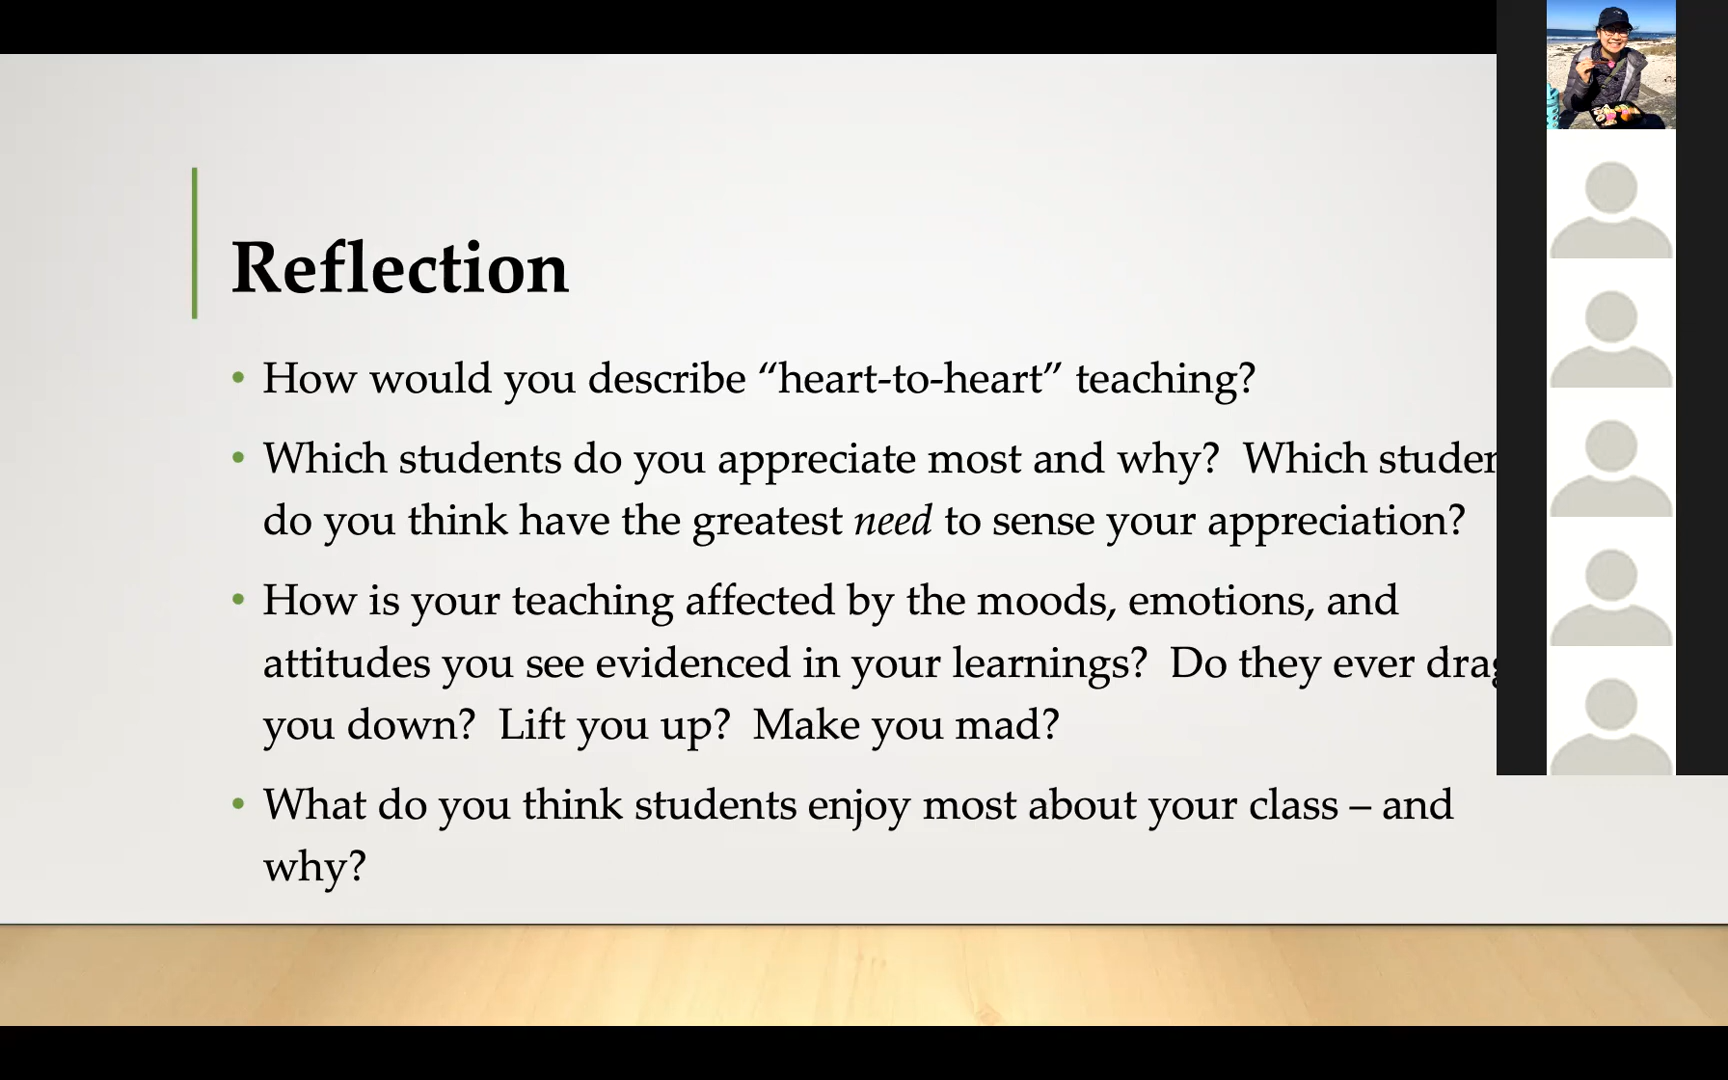 Reflection
• How would you describe “heart-to-heart” teaching?
• Which students do you appreciate most and why?  Which
do you think have the greatest need to sense your appreciation?
• How is your teaching affected by the moods, emotions, and
attitudes you see evidenced in your learnings?  Do they ever
you down?  Lift you up?  Make you mad?
• What do you think students enjoy most about your class – and
why?